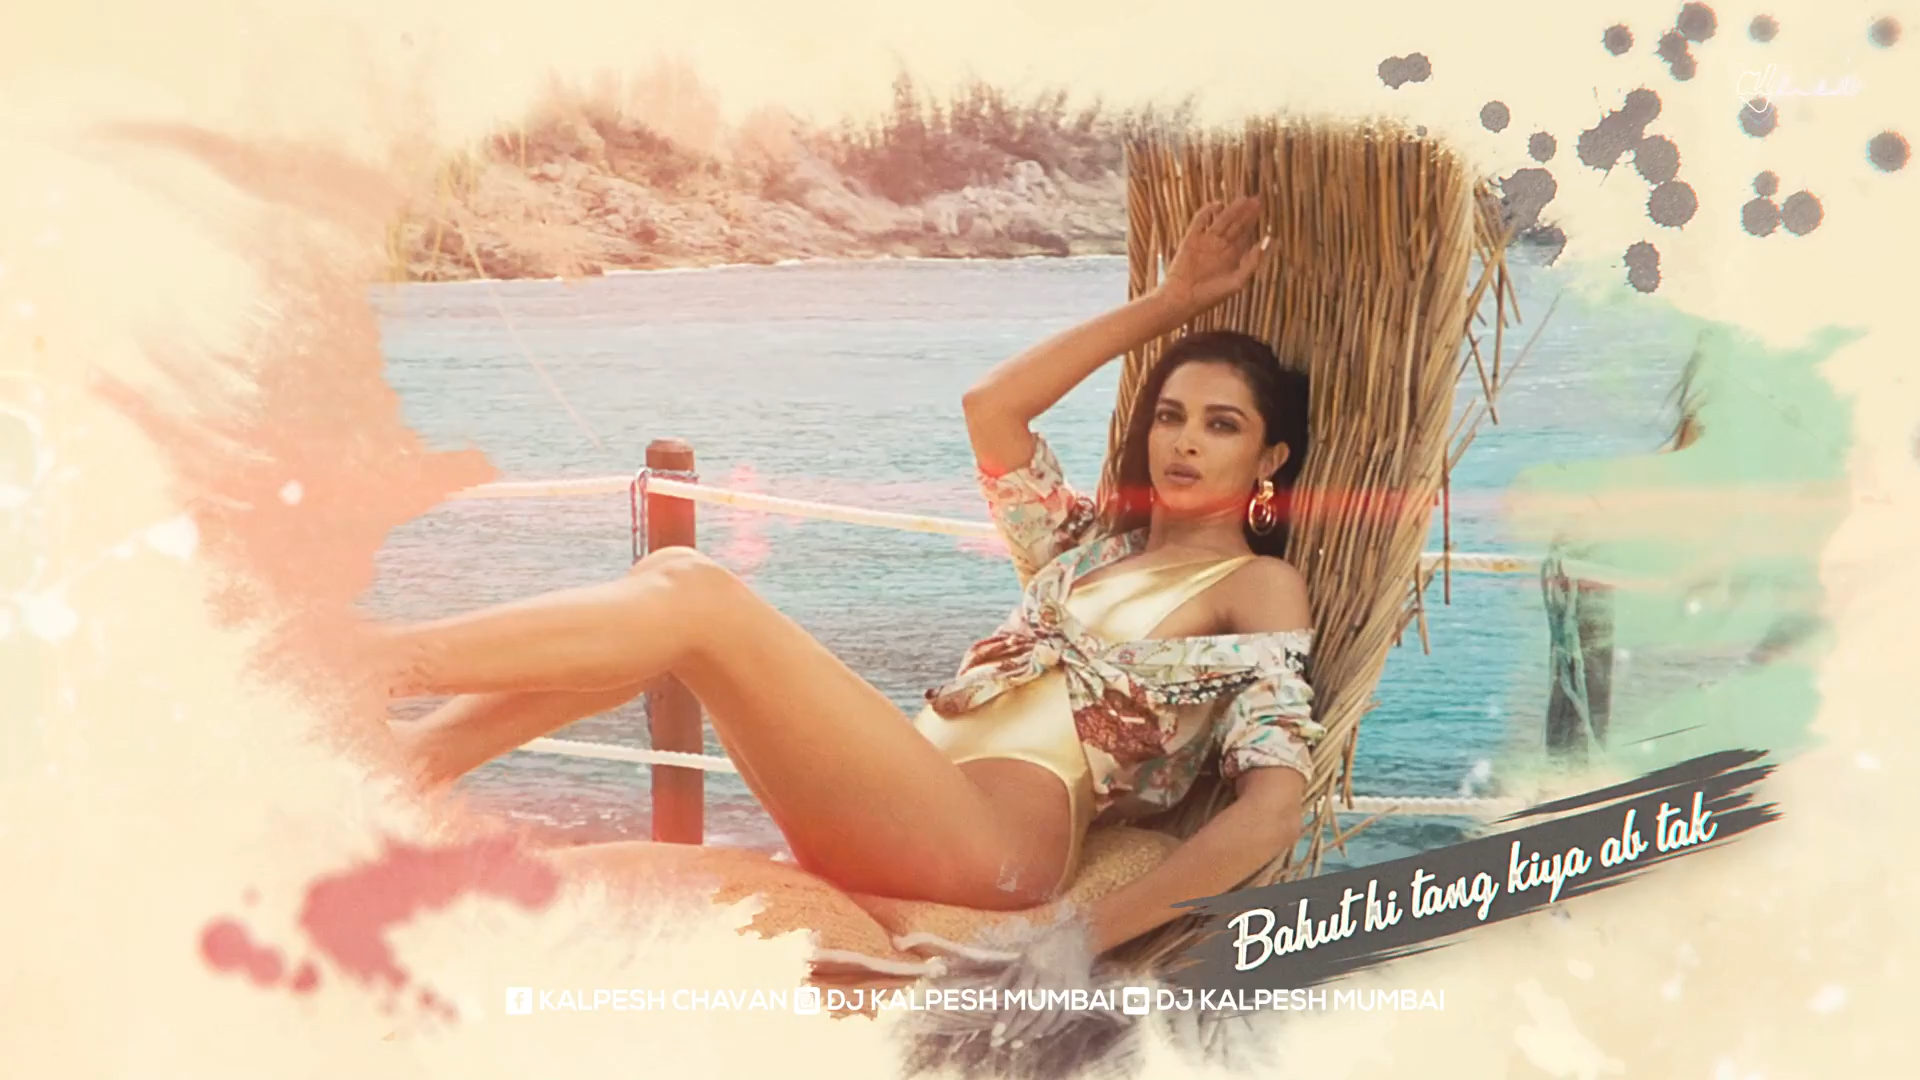 Bahut hi tang kiya ab tak
KALPESH CHAVAN DJ KALPESH MUMBAI DJ KALPESH MUMBAI